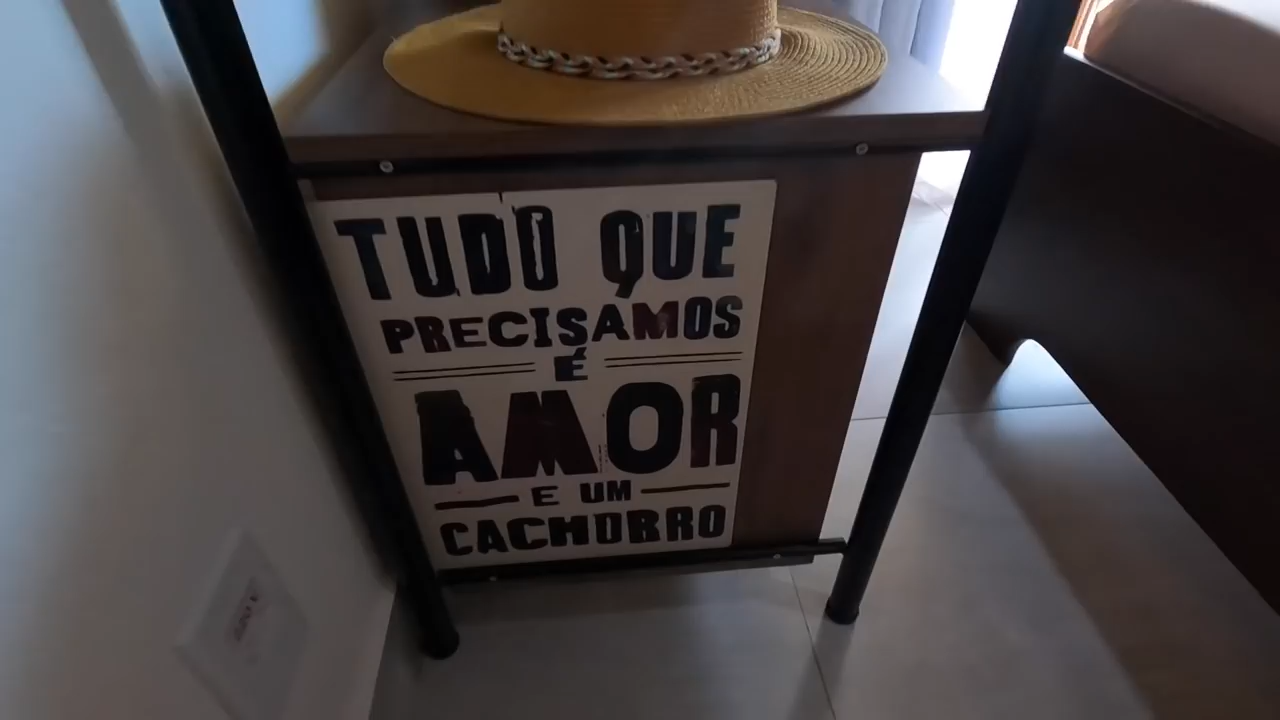 TUDO QUE
PRECISAMOS
É
AMOR
E UM
CACHORRO